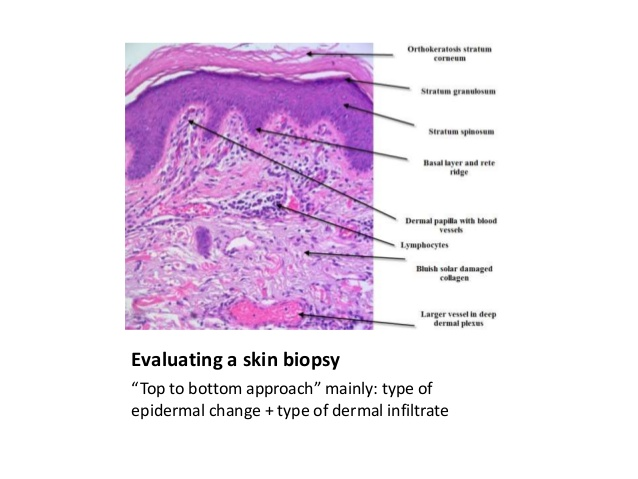 Orthokeratosis stratum
corneum
Stratum granulosum
Stratum spinosum
Basal layer and rete
ridge
Dermal papilla with blood
vessels
Lymphocytes
Bluish solar damaged
collagen
Larger vessel in deep
dermal plexus
Evaluating a skin biopsy
“Top to bottom approach” mainly: type of
epidermal change + type of dermal infiltrate